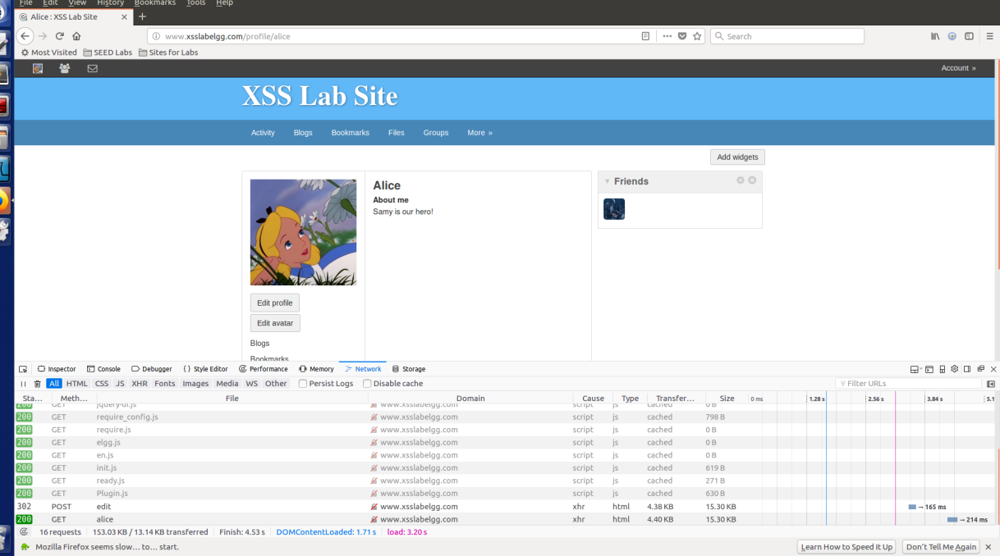 File Edit View History Bookmarks Tools Help
Alice : XSS Lab Site × +
www.xsslabelgg.com/profile/alice Search
Most Visited SEED Labs Sites for Labs
Account »
XSS Lab Site
Activity Blogs Bookmarks Files Groups More »
Add widgets
Alice
About me
Samy is our hero!
Friends
Edit profile
Edit avatar
Blogs
Bookmarks
Inspector Console Debugger { } Style Editor Performance Memory Network Storage
All HTML CSS JS XHR Fonts Images Media WS Other Persist Logs Disable cache Filter URLs
Sta... Meth... File Domain Cause Type Transfer... Size 0 ms 1.28 s 2.56 s 3.84 s 5.1
200 GET jquery-ui.js www.xsslabelgg.com script js cached 0 B
200 GET require_config.js www.xsslabelgg.com script js cached 798 B
200 GET require.js www.xsslabelgg.com script js cached 0 B
200 GET elgg.js www.xsslabelgg.com script js cached 0 B
200 GET en.js www.xsslabelgg.com script js cached 0 B
200 GET init.js www.xsslabelgg.com script js cached 619 B
200 GET ready.js www.xsslabelgg.com script js cached 271 B
200 GET Plugin.js www.xsslabelgg.com script js cached 630 B
302 POST edit www.xsslabelgg.com xhr html 4.38 KB 15.30 KB → 165 ms
200 GET alice www.xsslabelgg.com xhr html 4.40 KB 15.30 KB → 214 ms
16 requests 153.03 KB / 13.14 KB transferred Finish: 4.53 s DOMContentLoaded: 1.71 s load: 3.20 s
Mozilla Firefox seems slow... to... start. Learn How to Speed It Up Don't Tell Me Again ×